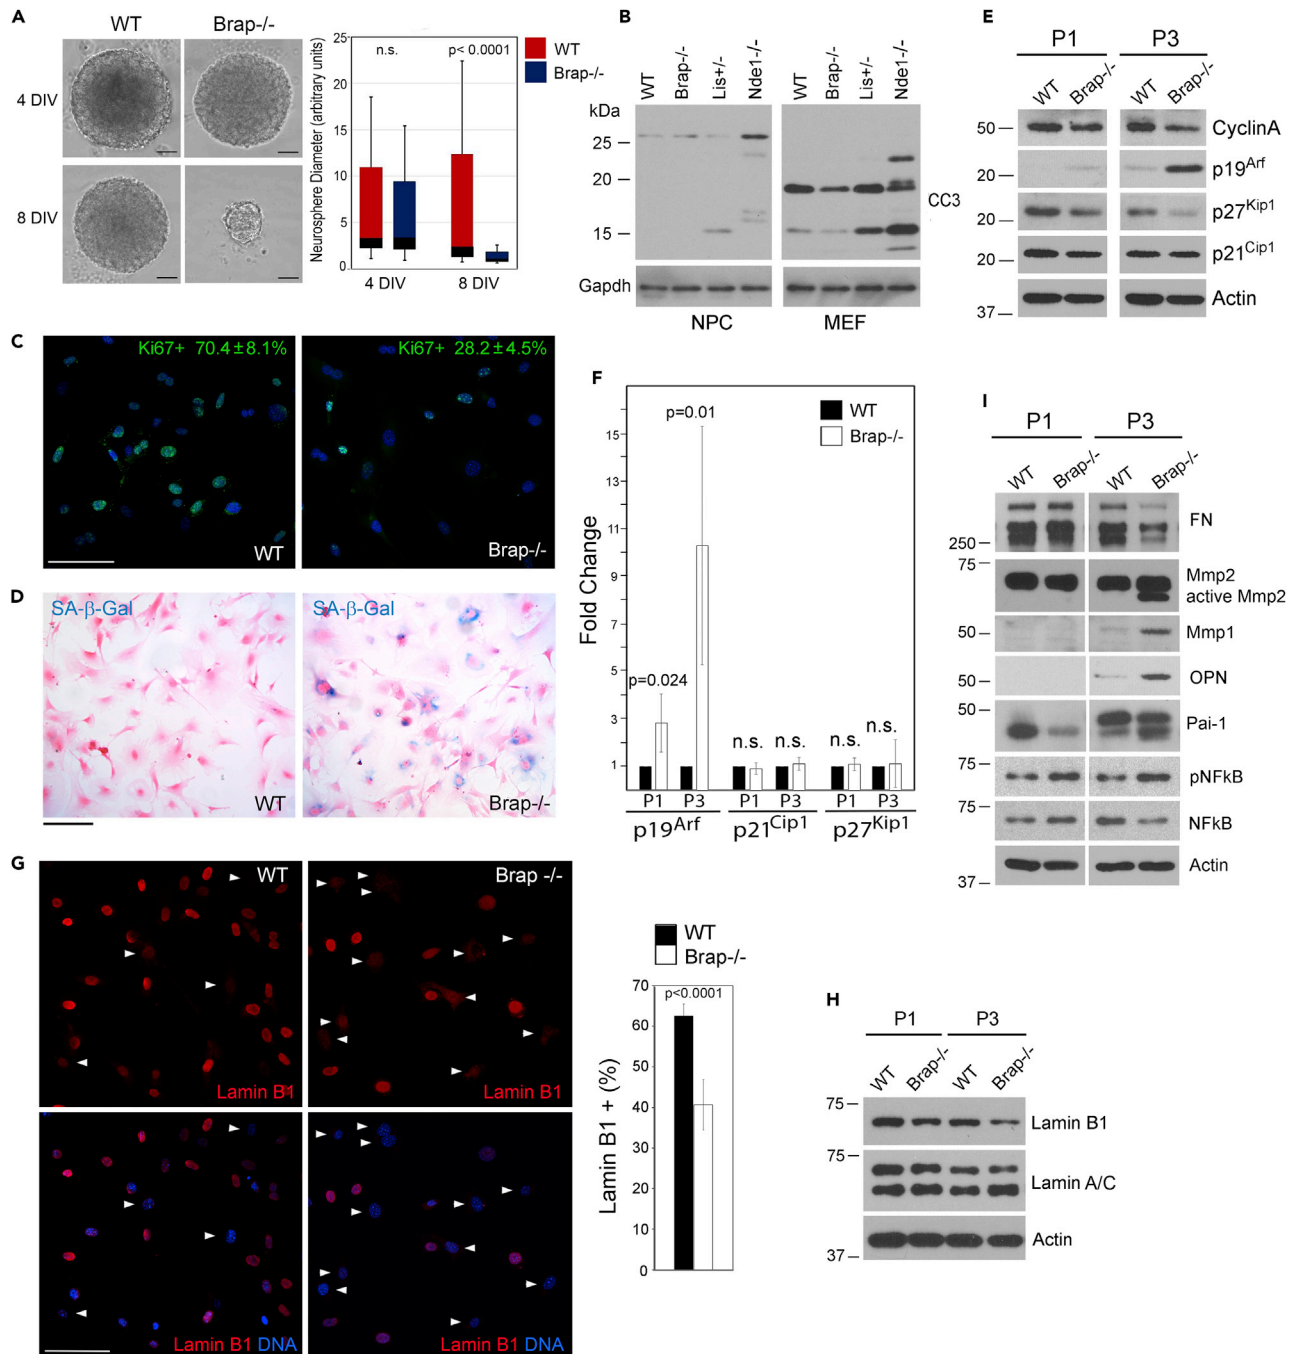 A
WT Brap-/-
4 DIV
8 DIV
Neurosphere Diameter (arbitrary units)
25
20
15
10
5
0
n.s. p< 0.0001
WT
Brap-/-
4 DIV 8 DIV
B
WT Brap-/- Lis+/- Nde1-/- WT Brap-/- Lis+/- Nde1-/-
kDa
25
20
15
CC3
Gapdh
NPC MEF
E
P1 P3
WT Brap-/- WT Brap-/-
50 CyclinA
20 p19Arf
20 p27Kip1
20 p21Cip1
37 Actin
C
Ki67+ 70.4±8.1% Ki67+ 28.2±4.5%
WT Brap-/-
D
SA-β-Gal SA-β-Gal
WT Brap-/-
F
Fold Change
15
13
11
9
7
5
3
1
WT
Brap-/-
p=0.01
p=0.024
n.s. n.s. n.s. n.s.
P1 P3 P1 P3 P1 P3
p19Arf p21Cip1 p27Kip1
I
P1 P3
WT Brap-/- WT Brap-/-
FN
250
75
Mmp2
active Mmp2
50 Mmp1
50 OPN
50 Pai-1
75 pNFkB
75 NFkB
37 Actin
G
WT Brap -/-
Lamin B1 Lamin B1
Lamin B1 DNA Lamin B1 DNA
WT
Brap-/-
Lamin B1 + (%)
70
60
50
40
30
20
10
0
p<0.0001
H
P1 P3
WT Brap-/- WT Brap-/-
75
Lamin B1
75
Lamin A/C
37 Actin